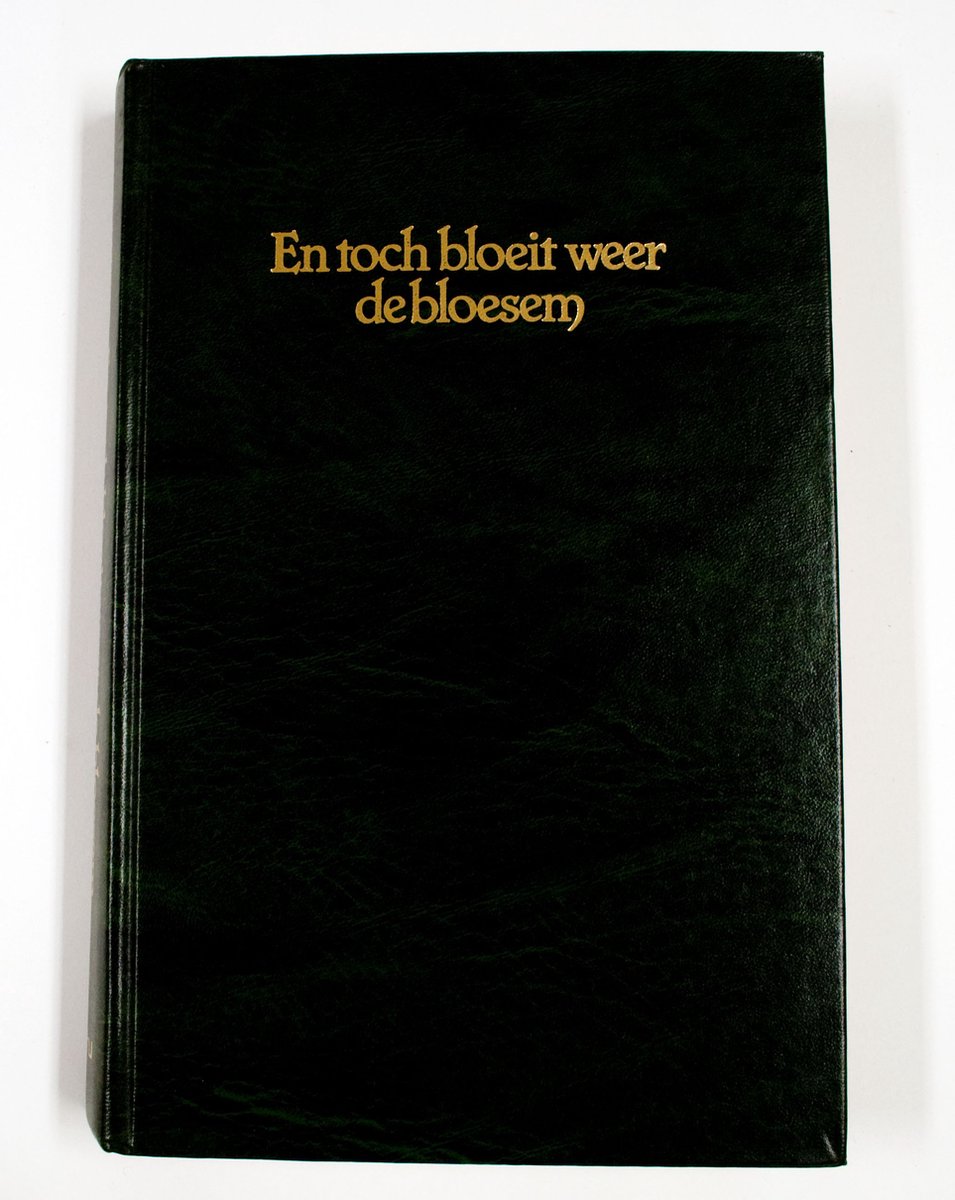 En toch bloeit weer
de bloesem